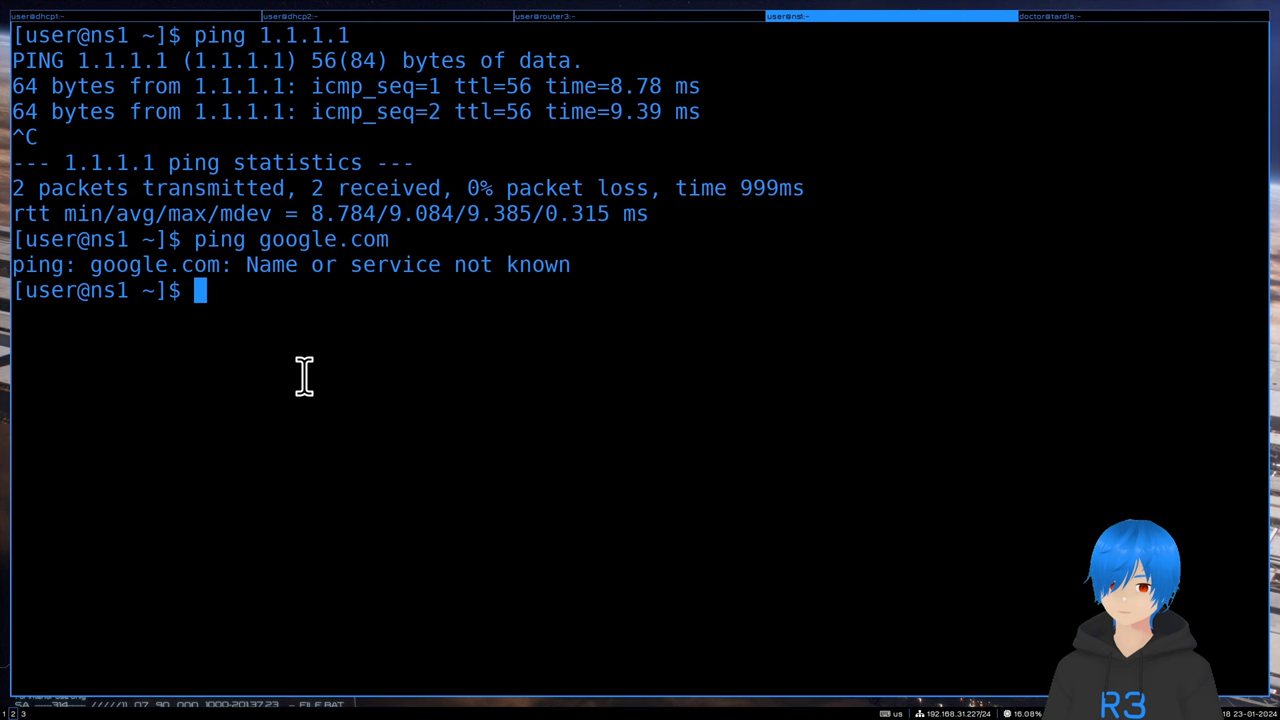 user@dhcp1:~ user@dhcp2:~ user@router3:~ user@ns1:~ doctor@tardis:~
[user@ns1 ~]$ ping 1.1.1.1
PING 1.1.1.1 (1.1.1.1) 56(84) bytes of data.
64 bytes from 1.1.1.1: icmp_seq=1 ttl=56 time=8.78 ms
64 bytes from 1.1.1.1: icmp_seq=2 ttl=56 time=9.39 ms
^C
--- 1.1.1.1 ping statistics ---
2 packets transmitted, 2 received, 0% packet loss, time 999ms
rtt min/avg/max/mdev = 8.784/9.084/9.385/0.315 ms
[user@ns1 ~]$ ping google.com
ping: google.com: Name or service not known
[user@ns1 ~]$
R3
1 2 3 us 192.168.31.227/24 16.08% 18 23-01-2024